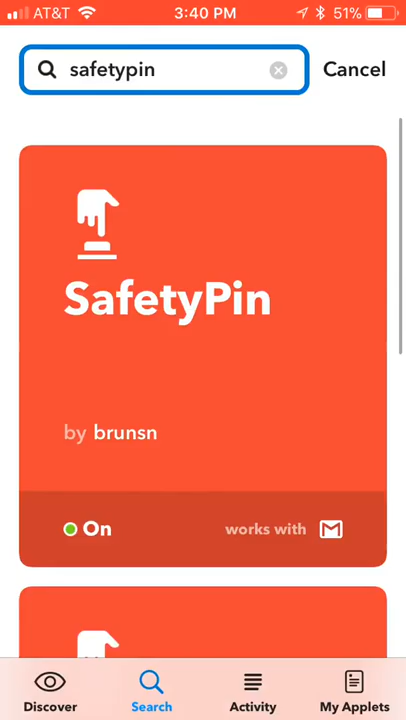 AT&T 3:40 PM 51%
safetypin Cancel
SafetyPin
by brunsn
On works with
Discover Search Activity My Applets